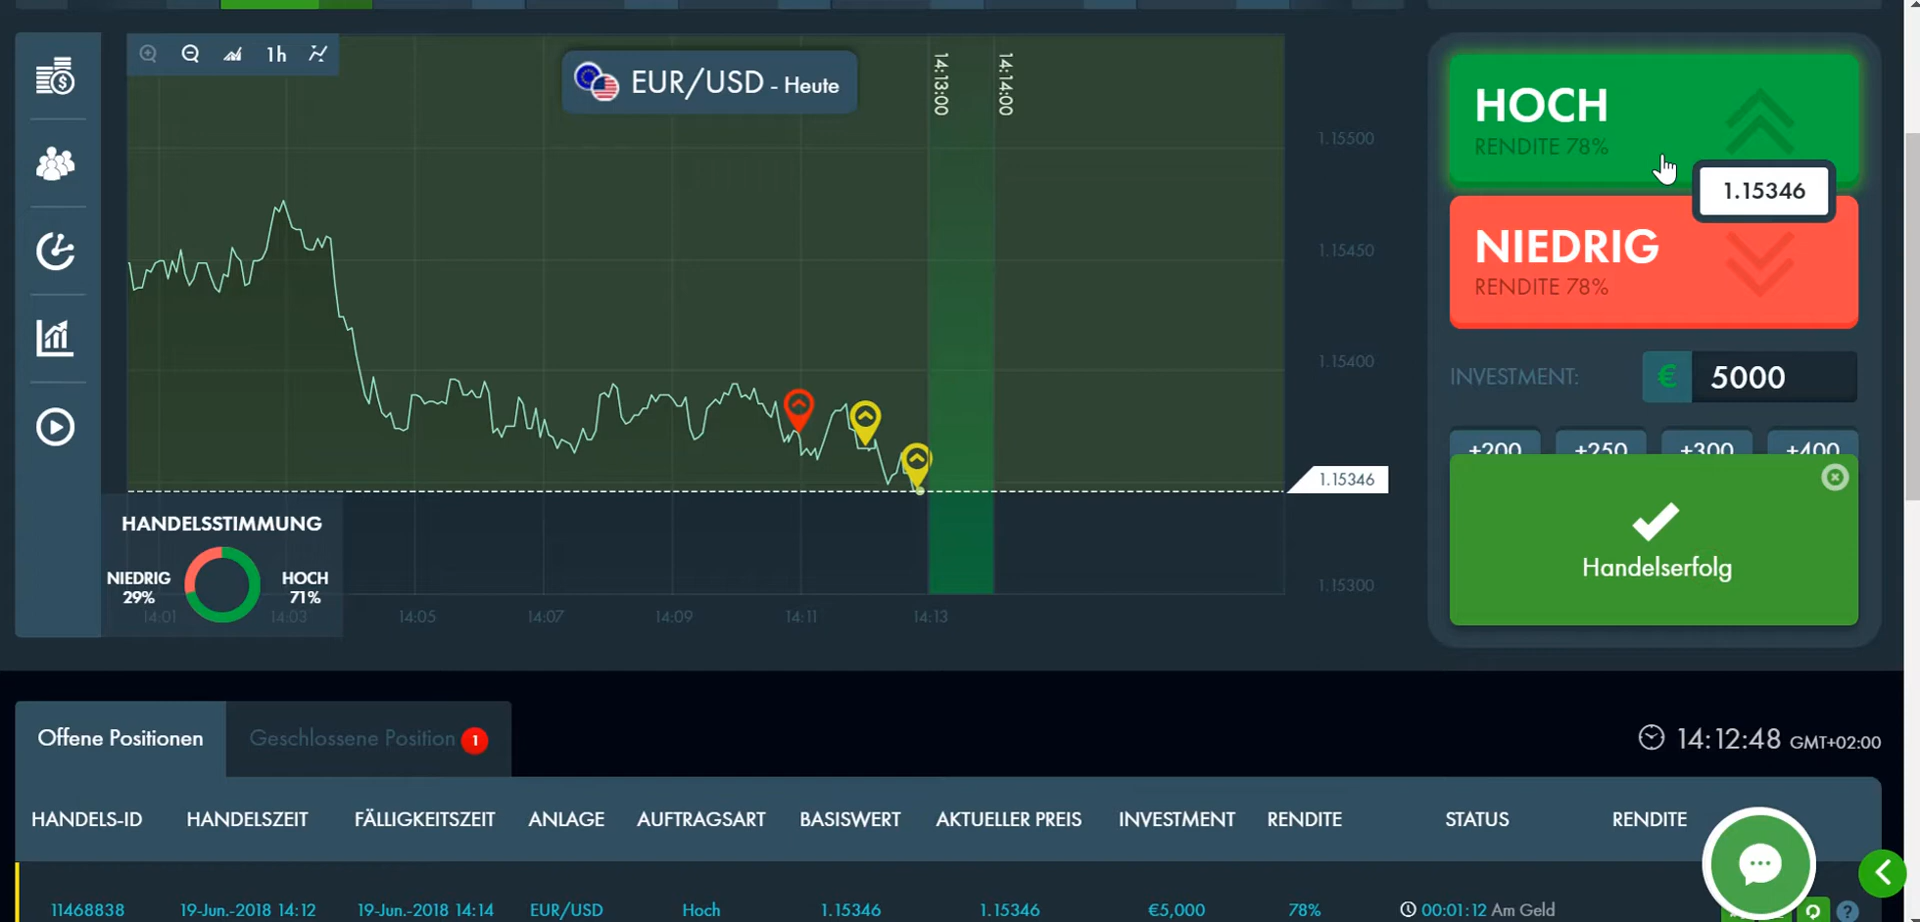 1h
EUR/USD - Heute
14:13:00
14:14:00
1.15500
1.15450
1.15400
1.15346
1.15300
HANDELSSTIMMUNG
NIEDRIG
29%
HOCH
71%
14:01
14:03
14:05
14:07
14:09
14:11
14:13
HOCH
RENDITE 78%
1.15346
NIEDRIG
RENDITE 78%
INVESTMENT:
€ 5000
+200 +250 +300 +400
Handelserfolg
Offene Positionen
Geschlossene Position 1
14:12:48 GMT+02:00
HANDELS-ID HANDELSZEIT FÄLLIGKEITSZEIT ANLAGE AUFTRAGSART BASISWERT AKTUELLER PREIS INVESTMENT RENDITE STATUS RENDITE
11468838 19-Jun.-2018 14:12 19-Jun.-2018 14:14 EUR/USD Hoch 1.15346 1.15346 €5,000 78% 00:01:12 Am Geld